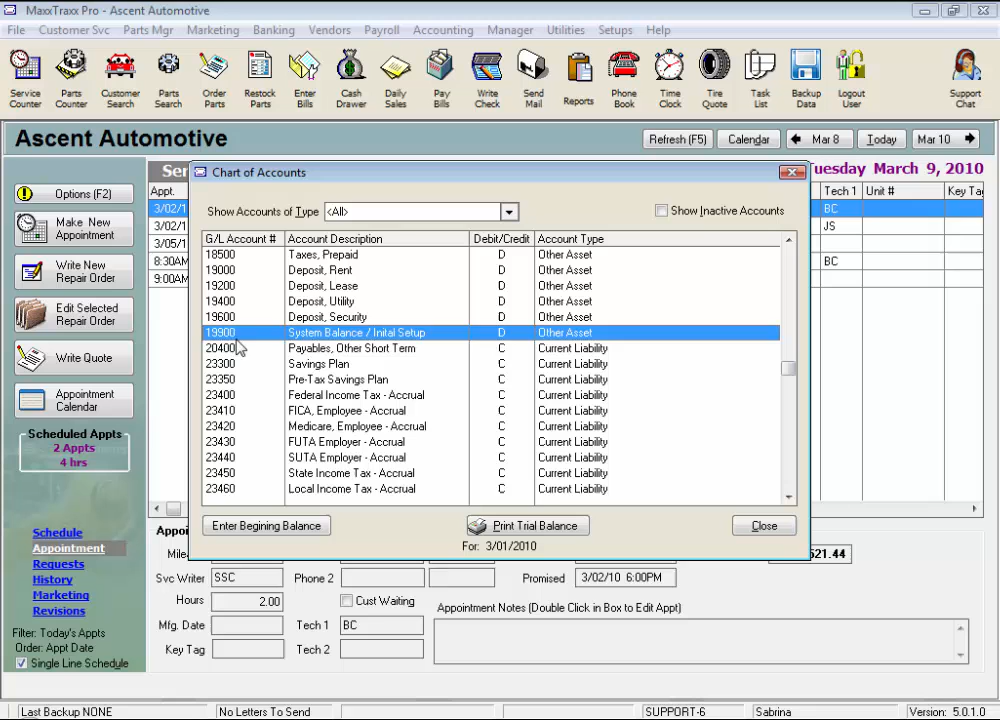 MaxxTraxx Pro - Ascent Automotive
File Customer Svc Parts Mgr Marketing Banking Vendors Payroll Accounting Manager Utilities Setups Help
Service Counter
Parts Counter
Customer Search
Parts Search
Order Parts
Restock Parts
Enter Bills
Cash Drawer
Daily Sales
Pay Bills
Write Check
Send Mail
Reports
Phone Book
Time Clock
Tire Quote
Task List
Backup Data
Logout User
Support Chat
Ascent Automotive
Refresh (F5) Calendar Mar 8 Today Mar 10
Ser
uesday March 9, 2010
Appt. Tech 1 Unit # Key Tag
3/02/1 BC
3/02/1 JS
3/05/1
8:30AM BC
9:00AM
Options (F2)
Make New Appointment
Write New Repair Order
Edit Selected Repair Order
Write Quote
Appointment Calendar
Scheduled Appts
2 Appts
4 hrs
Schedule
Appointment
Requests
History
Marketing
Revisions
Filter: Today's Appts
Order: Appt Date
Single Line Schedule
Chart of Accounts
Show Accounts of Type <All> Show Inactive Accounts
G/L Account # Account Description Debit/Credit Account Type
18500 Taxes, Prepaid D Other Asset
19000 Deposit, Rent D Other Asset
19200 Deposit, Lease D Other Asset
19400 Deposit, Utility D Other Asset
19600 Deposit, Security D Other Asset
19900 System Balance / Inital Setup D Other Asset
20400 Payables, Other Short Term C Current Liability
23300 Savings Plan C Current Liability
23350 Pre-Tax Savings Plan C Current Liability
23400 Federal Income Tax - Accrual C Current Liability
23410 FICA, Employee - Accrual C Current Liability
23420 Medicare, Employee - Accrual C Current Liability
23430 FUTA Employer - Accrual C Current Liability
23440 SUTA Employer - Accrual C Current Liability
23450 State Income Tax - Accrual C Current Liability
23460 Local Income Tax - Accrual C Current Liability
Enter Begining Balance Print Trial Balance Close
For: 3/01/2010
Appoi
Mile 521.44
Svc Writer SSC Phone 2 Promised 3/02/10 6:00PM
Hours 2.00 Cust Waiting Appointment Notes (Double Click in Box to Edit Appt)
Mfg. Date Tech 1 BC
Key Tag Tech 2
Last Backup NONE No Letters To Send SUPPORT-6 Sabrina Version: 5.0.1.0